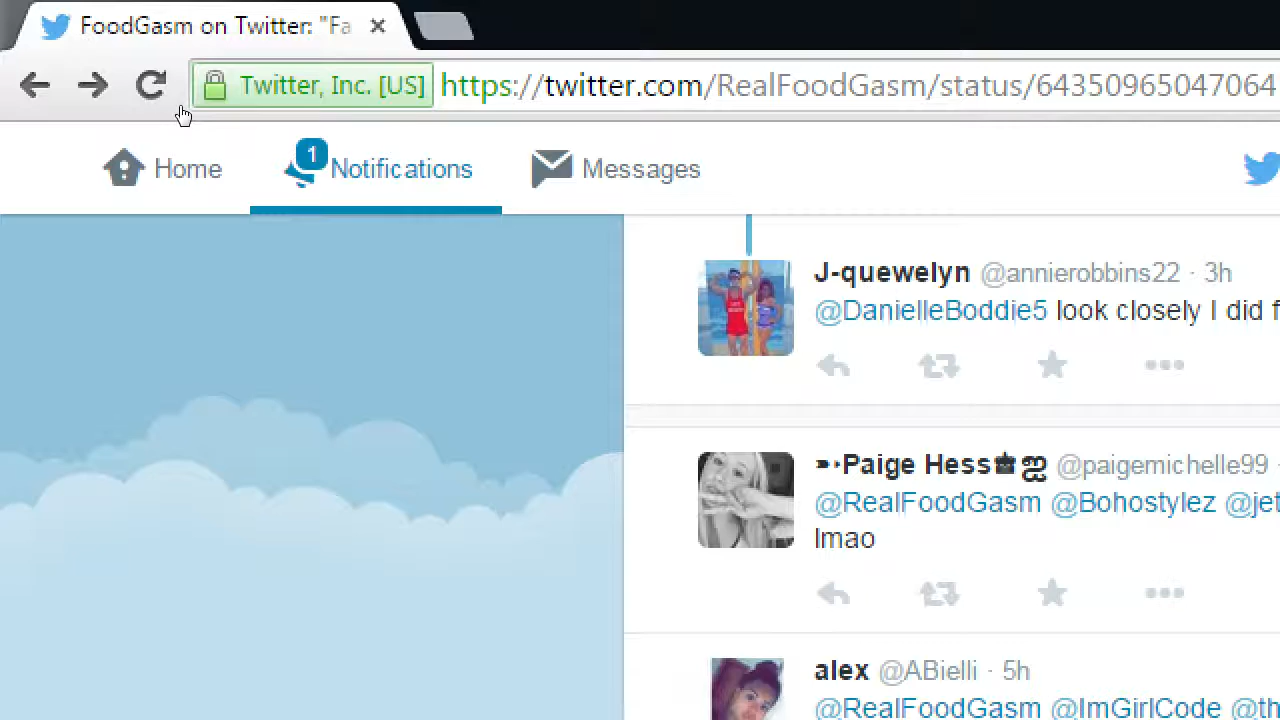 FoodGasm on Twitter: "Fa
Twitter, Inc. [US] https://twitter.com/RealFoodGasm/status/64350965047064
Home 1 Notifications Messages
J-quewelyn @annierobbins22 · 3h
@DanielleBoddie5 look closely I did f
➵Paige Hess♚ஐ @paigemichelle99 ·
@RealFoodGasm @Bohostylez @jet
lmao
alex @ABielli · 5h
@RealFoodGasm @ImGirlCode @th